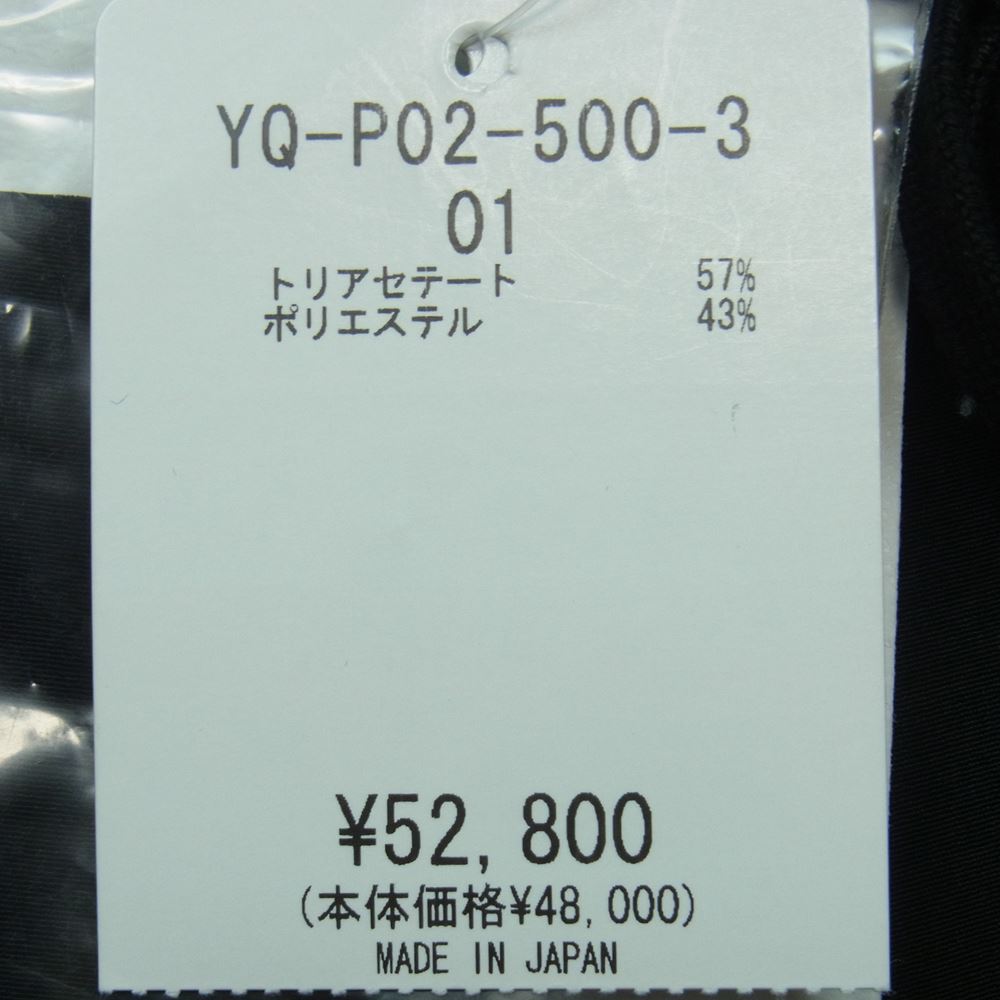 YQ-P02-500-3
01
トリアセテート 57%
ポリエステル 43%
¥52,800
(本体価格¥48,000)
MADE IN JAPAN